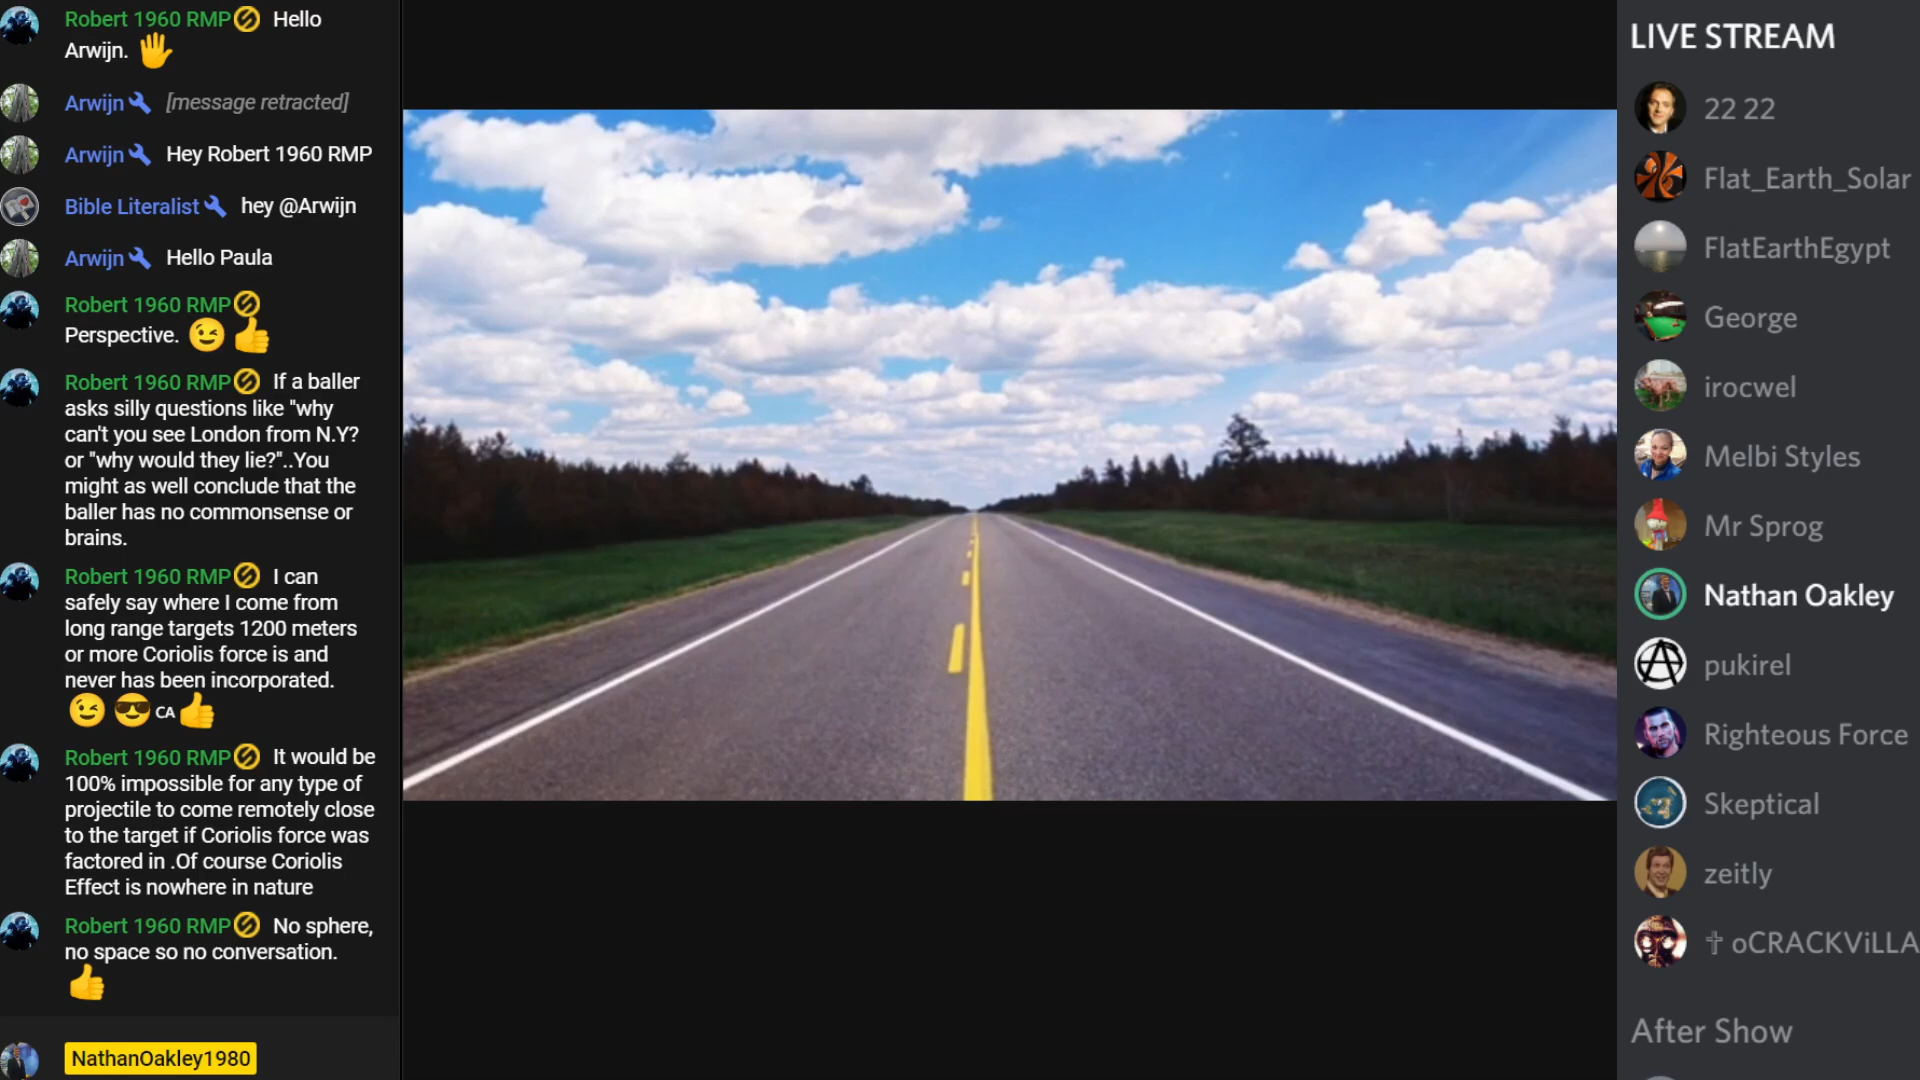 Robert 1960 RMP Hello
Arwijn.
Arwijn [message retracted]
Arwijn Hey Robert 1960 RMP
Bible Literalist hey @Arwijn
Arwijn Hello Paula
Robert 1960 RMP
Perspective.
Robert 1960 RMP If a baller
asks silly questions like "why
can't you see London from N.Y?
or "why would they lie?"..You
might as well conclude that the
baller has no commonsense or
brains.
Robert 1960 RMP I can
safely say where I come from
long range targets 1200 meters
or more Coriolis force is and
never has been incorporated.
CA
Robert 1960 RMP It would be
100% impossible for any type of
projectile to come remotely close
to the target if Coriolis force was
factored in .Of course Coriolis
Effect is nowhere in nature
Robert 1960 RMP No sphere,
no space so no conversation.
NathanOakley1980
LIVE STREAM
22 22
Flat_Earth_Solar
FlatEarthEgypt
George
irocwel
Melbi Styles
Mr Sprog
Nathan Oakley
pukirel
Righteous Force
Skeptical
zeitly
† oCRACKViLLA
After Show